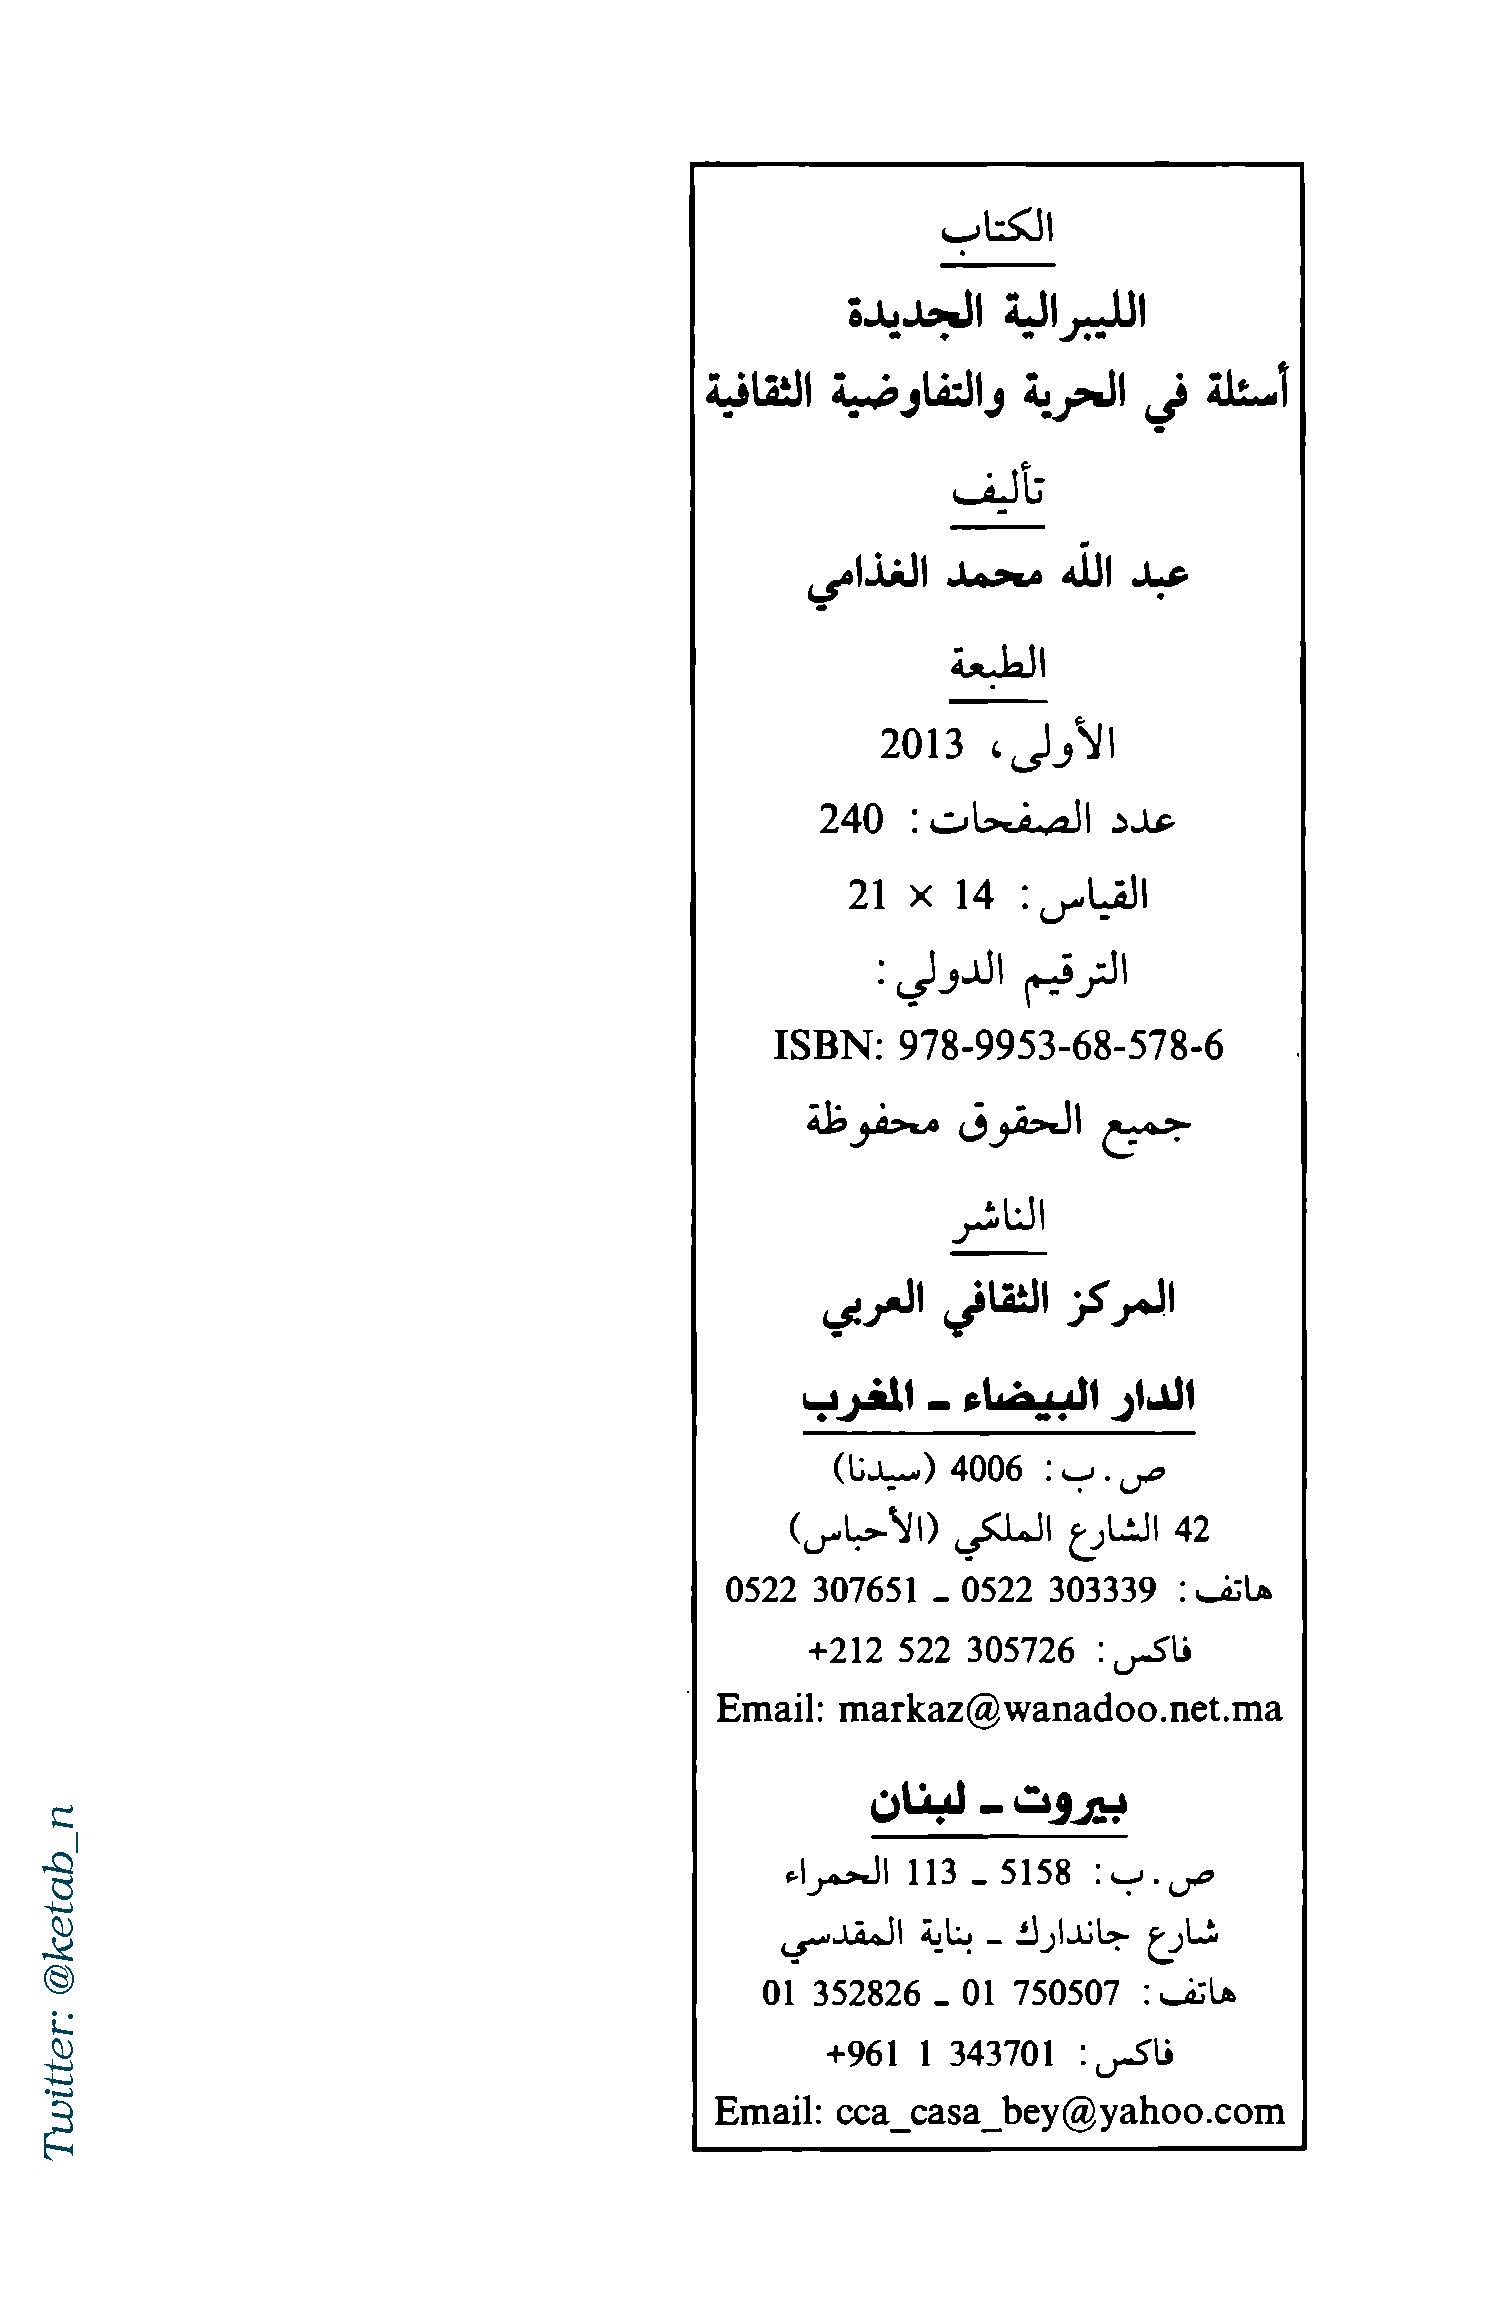 الكتاب
الليبرالية الجديدة
أسئلة في الحرية والتفاوضية الثقافية
تأليف
عبد الله محمد الغذامي
الطبعة
الأولى، 2013
عدد الصفحات: 240
القياس: 14 × 21
الترقيم الدولي:
ISBN: 978-9953-68-578-6
جميع الحقوق محفوظة
الناشر
المركز الثقافي العربي
الدار البيضاء - المغرب
ص.ب: 4006 (سيدنا)
42 الشارع الملكي (الأحباس)
هاتف: 0522 303339 - 0522 307651
فاكس: 305726 522 212+
Email: markaz@wanadoo.net.ma
بيروت - لبنان
ص.ب: 5158 - 113 الحمراء
شارع جاندارك - بناية المقدسي
هاتف: 01 750507 - 01 352826
فاكس: 343701 1 961+
Email: cca_casa_bey@yahoo.com
Twitter: @ketab_n